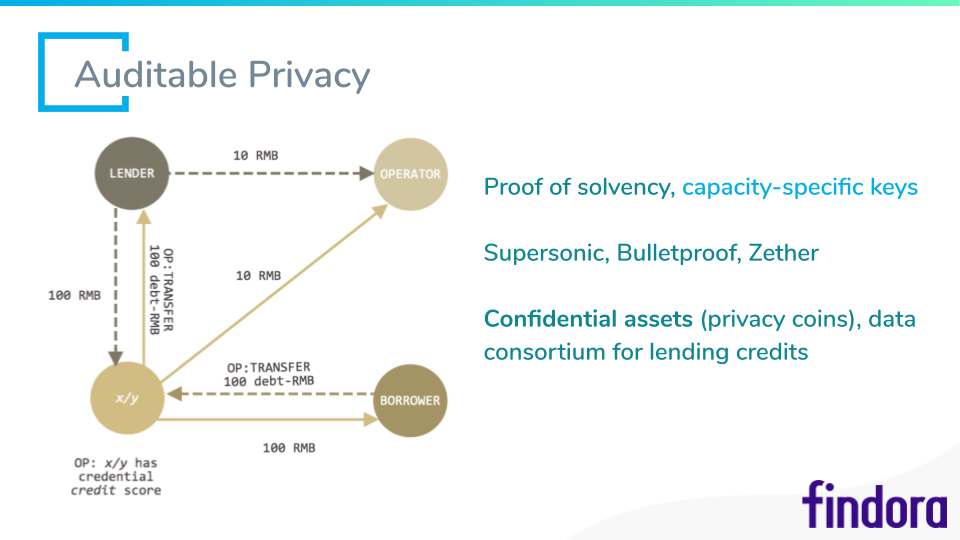 Auditable Privacy
LENDER
10 RMB
OPERATOR
100 RMB
OP:TRANSFER
100 debt-RMB
10 RMB
OP:TRANSFER
100 debt-RMB
x/y
BORROWER
100 RMB
OP: x/y has
credential
credit score
Proof of solvency, capacity-specific keys
Supersonic, Bulletproof, Zether
Confidential assets (privacy coins), data
consortium for lending credits
findora